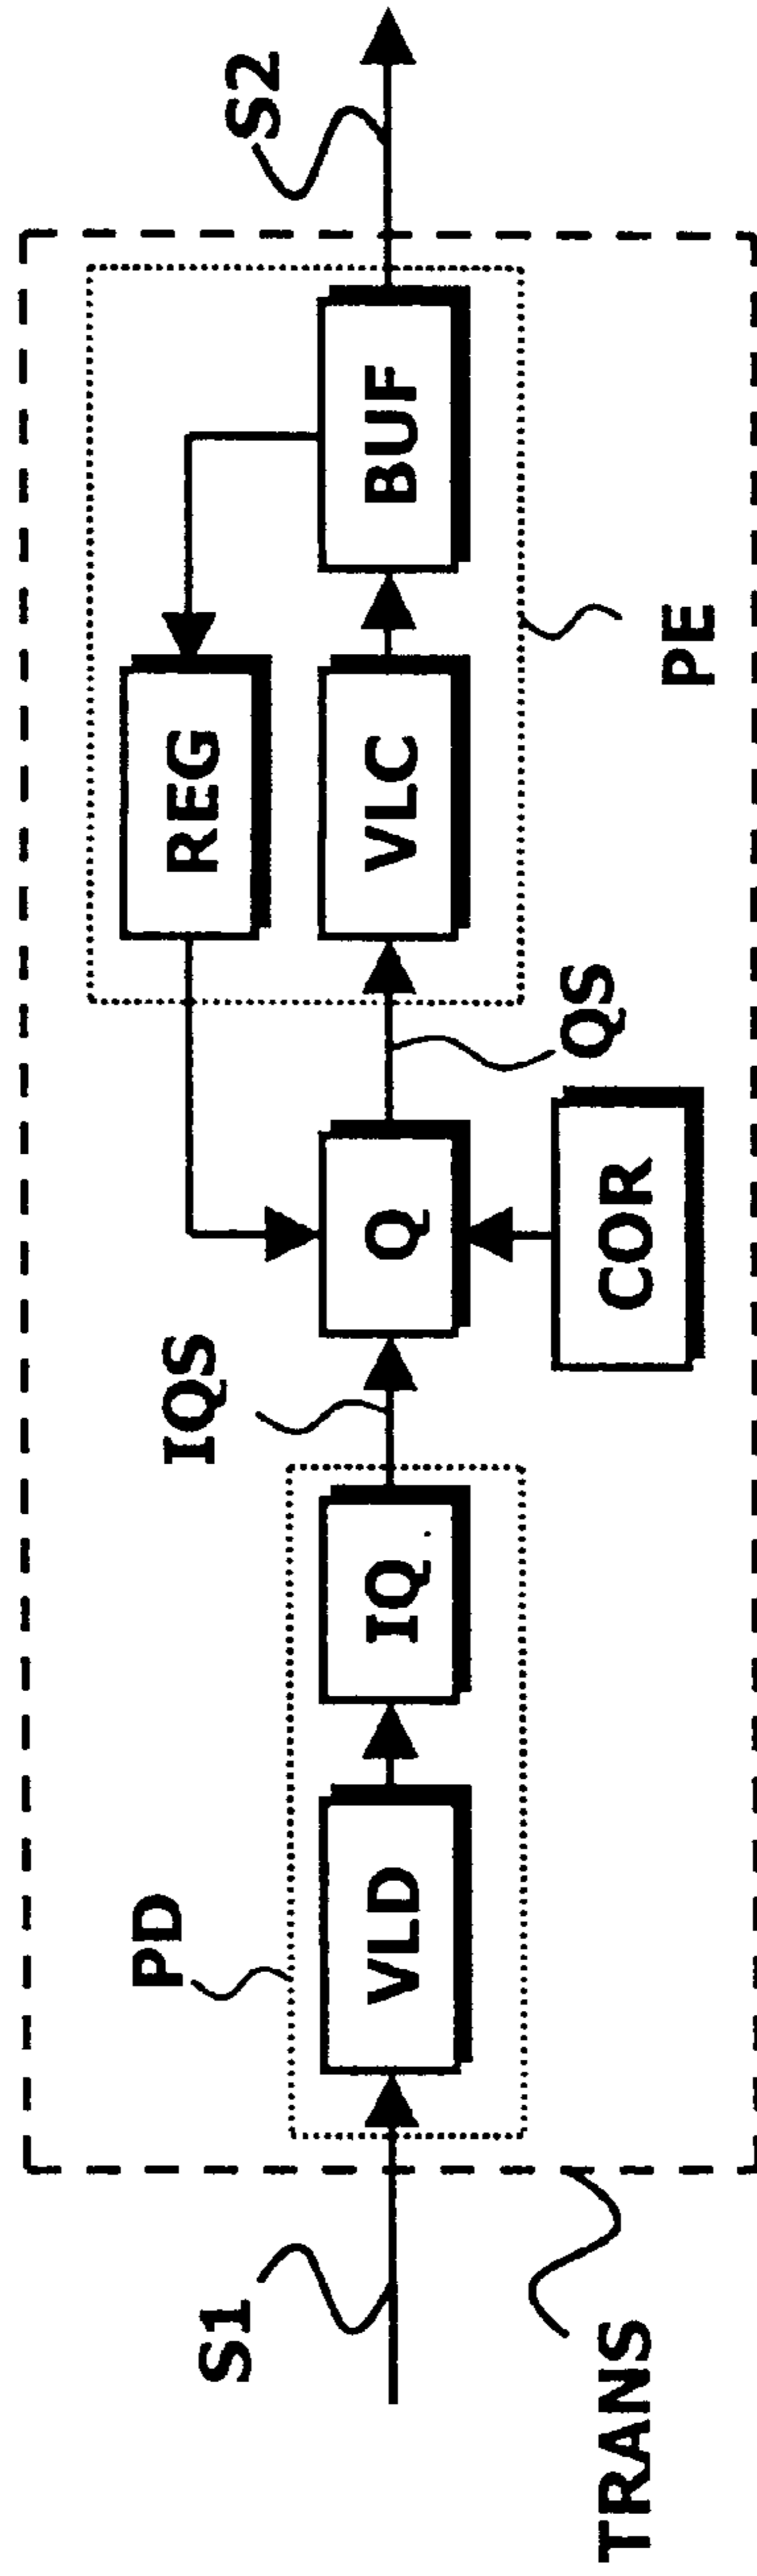 S1
TRANS
PD
VLD
IQ
IQS
Q
COR
QS
REG
VLC
BUF
PE
S2